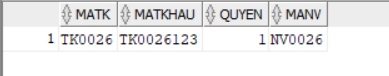 MATK MATKHAU QUYEN MANV
1 TK0026 TK0026123 1 NV0026